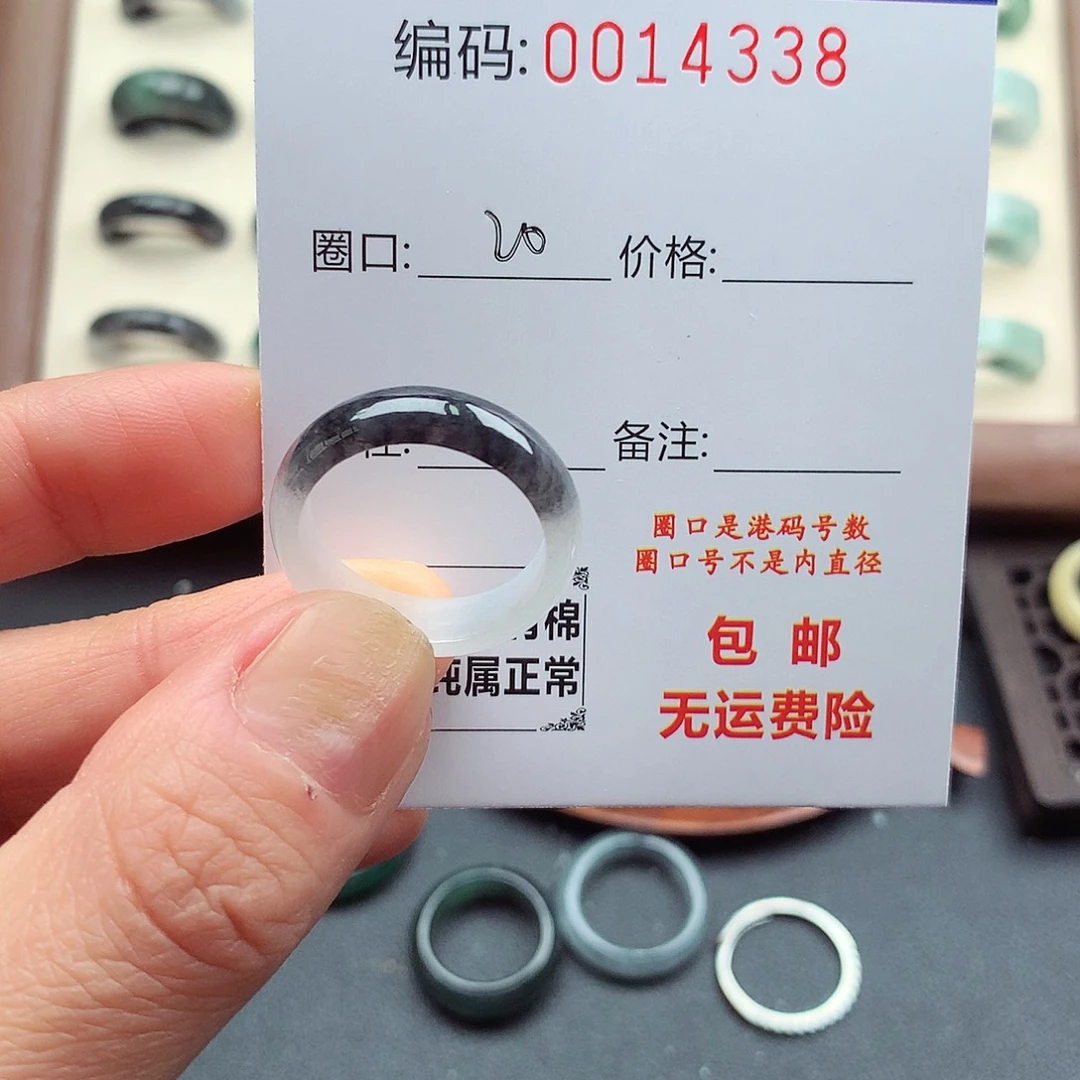 编码: 0014338
圈口: 20 价格:
备注:
圈口是港码号数
圈口号不是内直径
棉
纯属正常
包 邮
无运费险